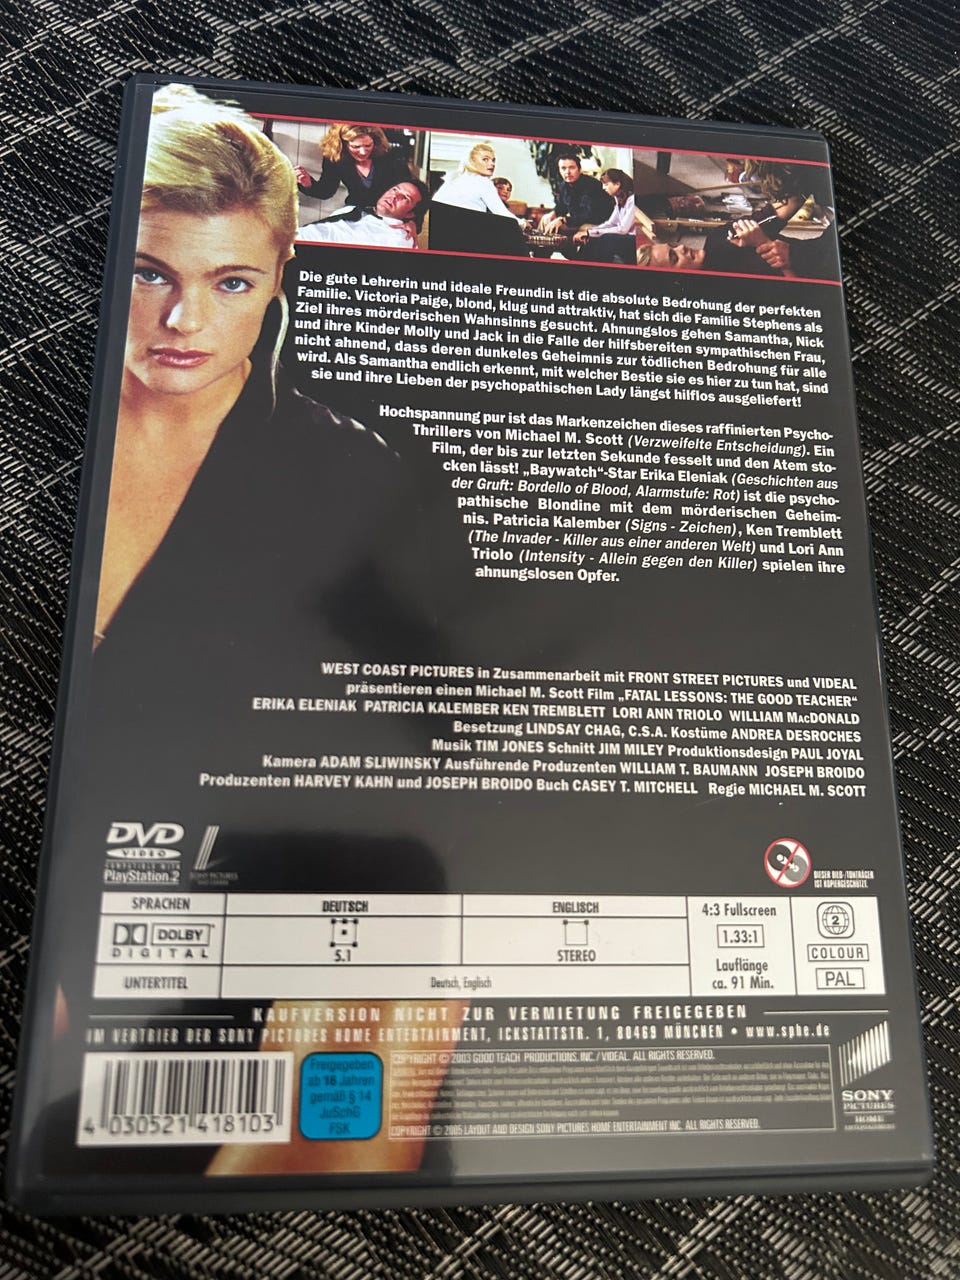 Die gute Lehrerin und ideale Freundin ist die absolute Bedrohung der perfekten
Familie. Victoria Paige, blond, klug und attraktiv, hat sich die Familie Stephens als
Ziel ihres mörderischen Wahnsinns gesucht. Ahnungslos gehen Samantha, Nick
und ihre Kinder Molly und Jack in die Falle der hilfsbereiten sympathischen Frau,
nicht ahnend, dass deren dunkeles Geheimnis zur tödlichen Bedrohung für alle
wird. Als Samantha endlich erkennt, mit welcher Bestie sie es hier zu tun hat, sind
sie und ihre Lieben der psychopathischen Lady längst hilflos ausgeliefert!
Hochspannung pur ist das Markenzeichen dieses raffinierten Psycho-
Thrillers von Michael M. Scott (Verzweifelte Entscheidung). Ein
Film, der bis zur letzten Sekunde fesselt und den Atem sto-
cken lässt! „Baywatch“-Star Erika Eleniak (Geschichten aus
der Gruft: Bordello of Blood, Alarmstufe: Rot) ist die psycho-
pathische Blondine mit dem mörderischen Geheim-
nis. Patricia Kalember (Signs - Zeichen), Ken Tremblett
(The Invader - Killer aus einer anderen Welt) und Lori Ann
Triolo (Intensity - Allein gegen den Killer) spielen ihre
ahnungslosen Opfer.
WEST COAST PICTURES in Zusammenarbeit mit FRONT STREET PICTURES und VIDEAL
präsentieren einen Michael M. Scott Film „FATAL LESSONS: THE GOOD TEACHER“
ERIKA ELENIAK PATRICIA KALEMBER KEN TREMBLETT LORI ANN TRIOLO WILLIAM MacDONALD
Besetzung LINDSAY CHAG, C.S.A. Kostüme ANDREA DESROCHES
Musik TIM JONES Schnitt JIM MILEY Produktionsdesign PAUL JOYAL
Kamera ADAM SLIWINSKY Ausführende Produzenten WILLIAM T. BAUMANN JOSEPH BROIDO
Produzenten HARVEY KAHN und JOSEPH BROIDO Buch CASEY T. MITCHELL Regie MICHAEL M. SCOTT
DVD
VIDEO
COMPATIBLE WITH
PlayStation 2
SONY PICTURES
DIESER BILD-/TONTRÄGER
IST KOPIERGESCHÜTZT.
SPRACHEN
DEUTSCH
ENGLISCH
4:3 Fullscreen
2
DOLBY
DIGITAL
5.1
STEREO
1.33:1
COLOUR
UNTERTITEL
Deutsch, Englisch
Lauflänge
ca. 91 Min.
PAL
KAUFVERSION NICHT ZUR VERMIETUNG FREIGEGEBEN
IM VERTRIEB DER SONY PICTURES HOME ENTERTAINMENT, ICKSTATTSTR. 1, 80469 MÜNCHEN • www.sphe.de
4 030521 418103
Freigegeben
ab 16 Jahren
gemäß § 14
JuSchG
FSK
COPYRIGHT © 2003 GOOD TEACH PRODUCTIONS, INC. / VIDEAL. ALL RIGHTS RESERVED.
COPYRIGHT © 2005 LAYOUT AND DESIGN SONY PICTURES HOME ENTERTAINMENT INC. ALL RIGHTS RESERVED.
SONY
PICTURES
HOME
ENTERTAINMENT